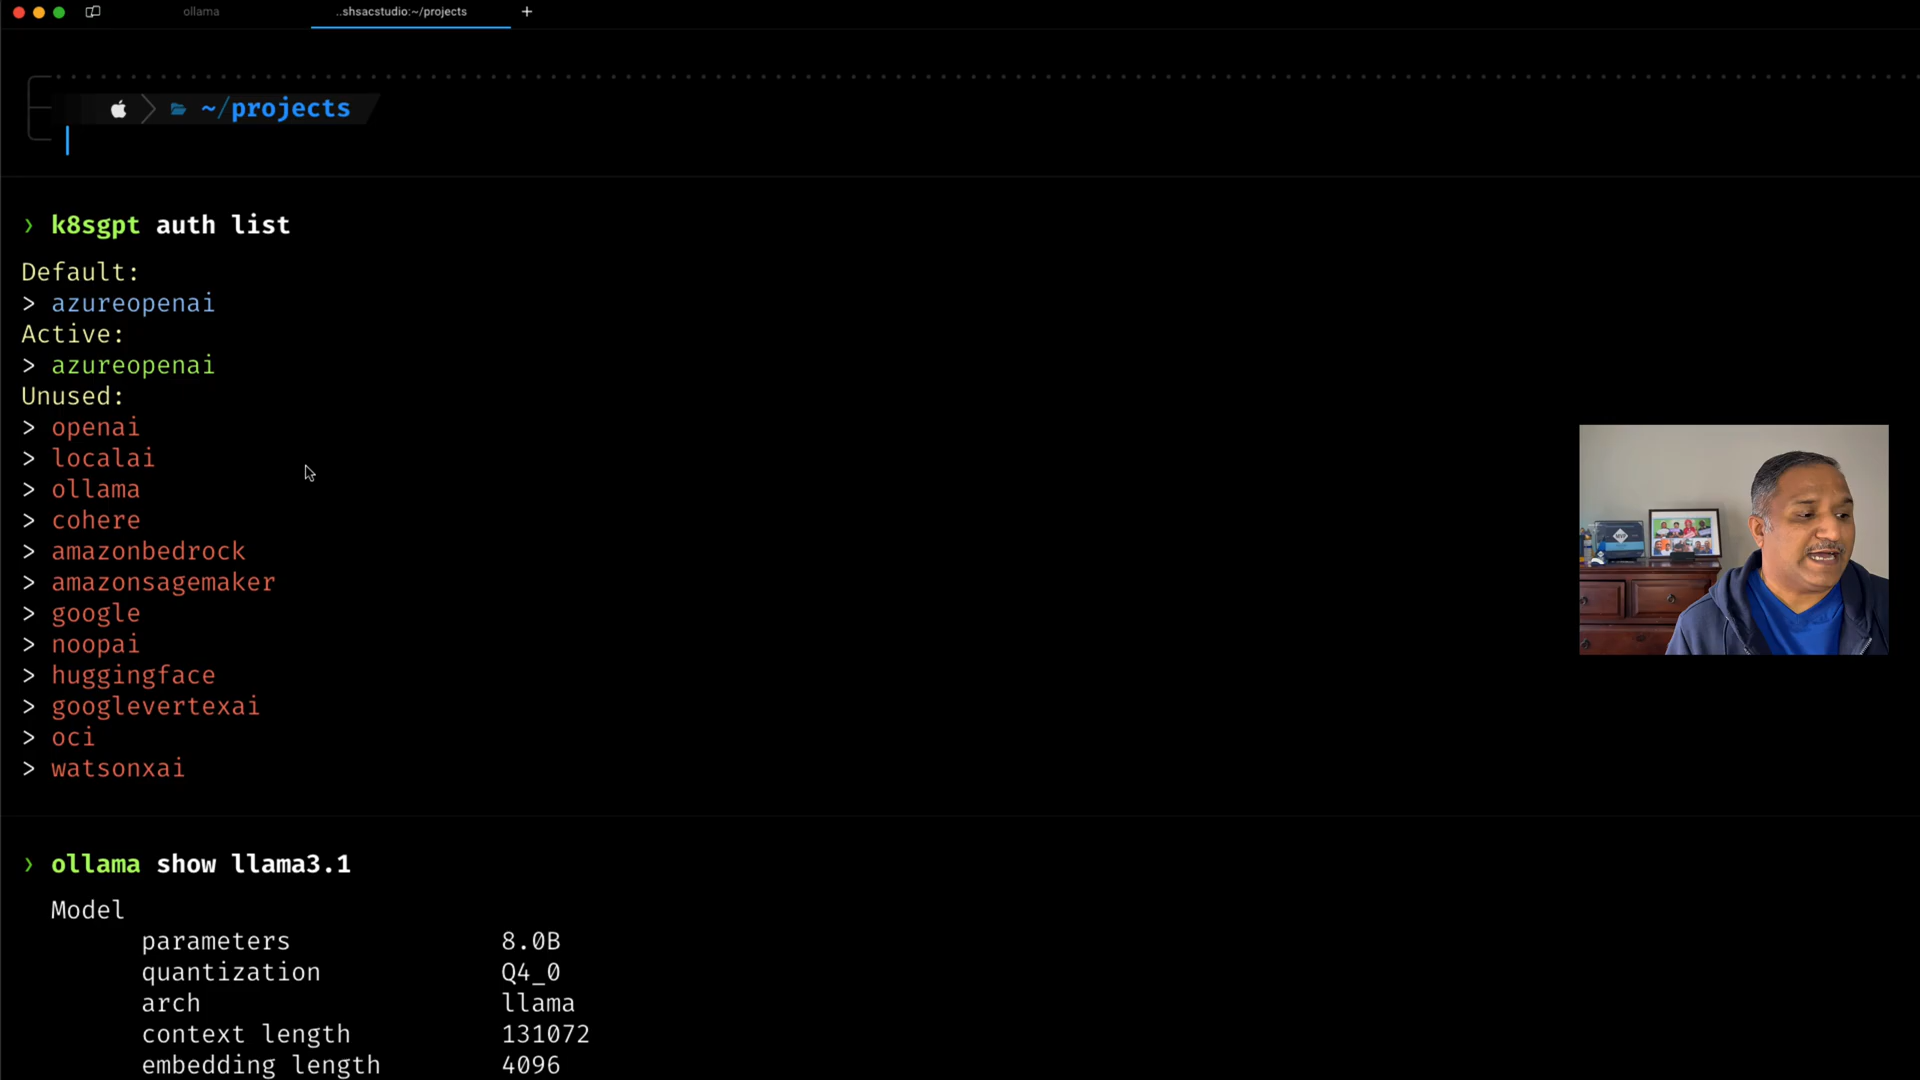 ollama
..shsacstudio:~/projects
+
~/projects
❯ k8sgpt auth list
Default:
> azureopenai
Active:
> azureopenai
Unused:
> openai
> localai
> ollama
> cohere
> amazonbedrock
> amazonsagemaker
> google
> noopai
> huggingface
> googlevertexai
> oci
> watsonxai
❯ ollama show llama3.1
Model
parameters 8.0B
quantization Q4_0
arch llama
context length 131072
embedding length 4096
MVP